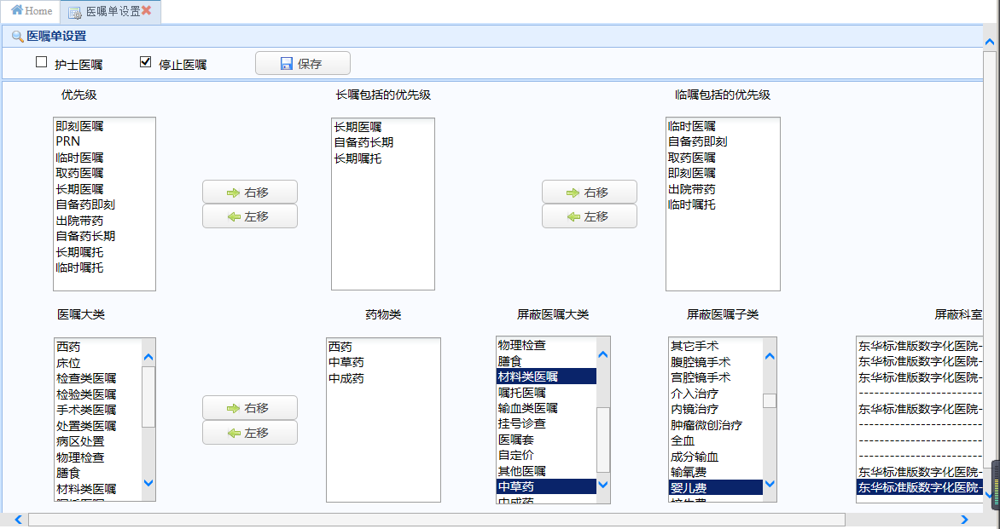 Home 医嘱单设置
医嘱单设置
护士医嘱 停止医嘱 保存
优先级 长嘱包括的优先级 临嘱包括的优先级
即刻医嘱
PRN
临时医嘱
取药医嘱
长期医嘱
自备药即刻
出院带药
自备药长期
长期嘱托
临时嘱托
右移
左移
长期医嘱
自备药长期
长期嘱托
右移
左移
临时医嘱
自备药即刻
取药医嘱
即刻医嘱
出院带药
临时嘱托
医嘱大类 药物类 屏蔽医嘱大类 屏蔽医嘱子类 屏蔽科室
西药
床位
检查类医嘱
检验类医嘱
手术类医嘱
处置类医嘱
病区处置
物理检查
膳食
材料类医嘱
右移
左移
西药
中草药
中成药
物理检查
膳食
材料类医嘱
嘱托医嘱
输血类医嘱
挂号诊查
医嘱套
自定价
其他医嘱
中草药
中成药
其它手术
腹腔镜手术
宫腔镜手术
介入治疗
内镜治疗
肿瘤微创治疗
全血
成分输血
输氧费
婴儿费
东华标准版数字化医院-
东华标准版数字化医院-
东华标准版数字化医院-
--------------------
东华标准版数字化医院-
--------------------
--------------------
--------------------
东华标准版数字化医院-
东华标准版数字化医院-